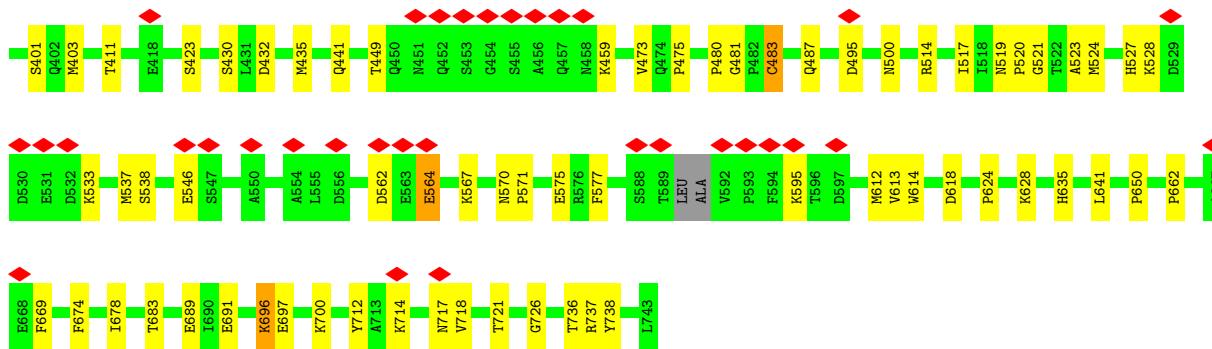 S401 Q402 M403 T411 E418 S423 S430 L431 D432 M435 Q441 T449 Q450 N451 Q452 S453 G454 S455 A456 Q457 N458 K459 V473 Q474 P475 P480 G481 P482 C483 Q487 D495 N500 R514 I517 I518 N519 P520 G521 T522 A523 M524 H527 K528 D529
D530 E531 D532 K533 M537 S538 E546 S547 A550 A554 L555 D556 D562 E563 E564 K567 N570 P571 E575 R576 F577 S588 T589 LEU ALA V592 P593 F594 K595 T596 D597 M612 V613 W614 D618 P624 K628 H635 L641 P650 P662
E668 F669 F674 I678 T683 E689 I690 E691 K696 E697 K700 Y712 A713 K714 N717 V718 T721 G726 T736 R737 Y738 L743